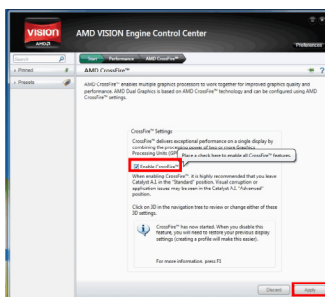 VISION
AMD
AMD VISION Engine Control Center
Preferences
Search
Start Performance AMD CrossFire™
Pinned
Presets
AMD CrossFire™
AMD CrossFire™ enables multiple graphics processors to work together for improved graphics quality and
performance. AMD Dual Graphics is based on AMD CrossFire™ technology and can be configured using AMD
CrossFire™ settings.
CrossFire™ Settings
CrossFire™ delivers exceptional performance on a single display by
combining the processing power of two or more Graphics
Processing Units (GP
Place a check here to enable all CrossFire™ features.
Enable CrossFire™
When enabling CrossFire™, it is highly recommended that you leave
Catalyst A.I. in the "Standard" position. Visual corruption or
application issues may be seen in the Catalyst A.I. "Advanced"
position.
Click on 3D in the navigation tree to review or change either of these
3D settings.
CrossFire™ has now started. When you disable this
feature, you will need to restore your previous display
settings (creating a profile will make this easier).
For more information, press F1.
Discard
Apply